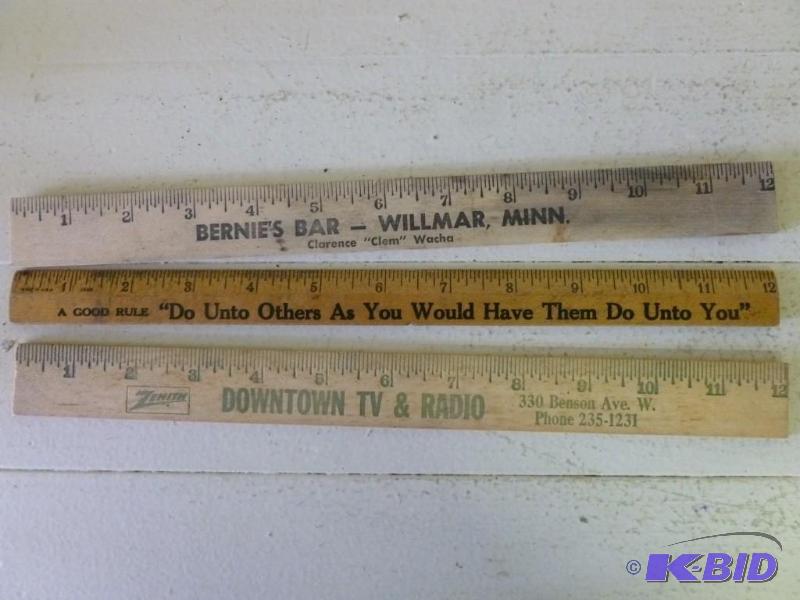 1 2 3 4 5 6 7 8 9 10 11 12
BERNIE'S BAR – WILLMAR, MINN.
Clarence "Clem" Wacha
1 2 3 4 5 6 7 8 9 10 11 12
A GOOD RULE "Do Unto Others As You Would Have Them Do Unto You"
1 2 3 4 5 6 7 8 9 10 11 12
ZENITH DOWNTOWN TV & RADIO
330 Benson Ave. W.
Phone 235-1231
© K-BID